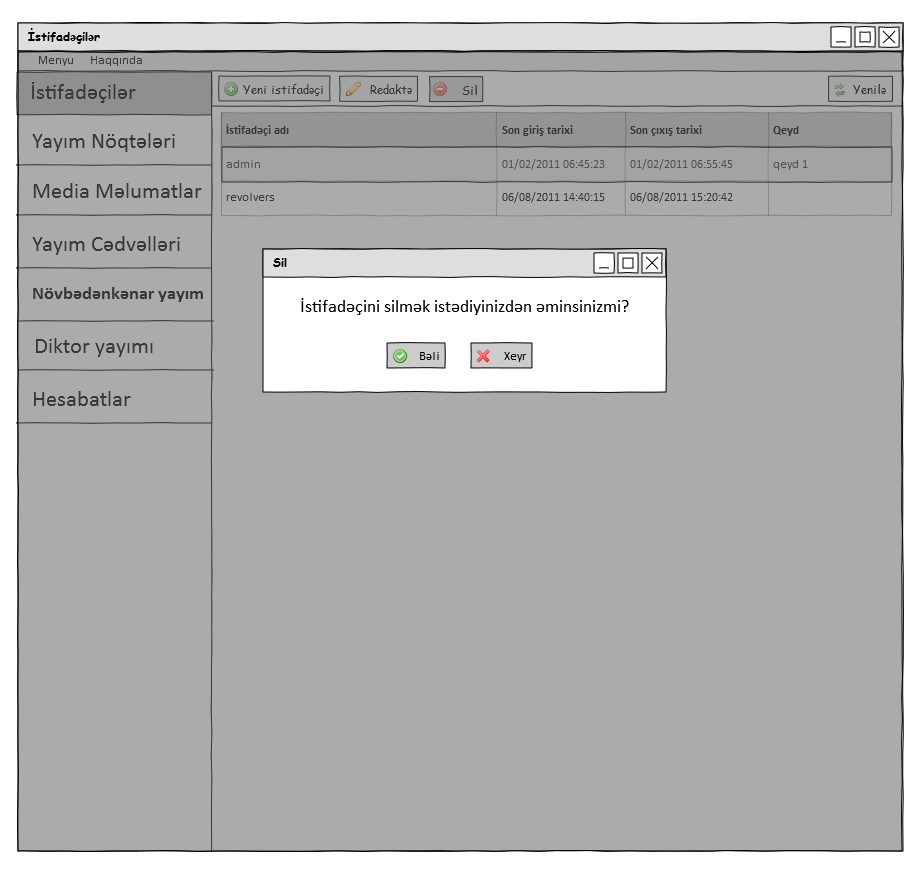 İstifadəçilər
Menyu Haqqında
İstifadəçilər
Yayım Nöqtələri
Media Məlumatlar
Yayım Cədvəlləri
Növbədənkənar yayım
Diktor yayımı
Hesabatlar
Yeni istifadəçi Redaktə Sil Yenilə
İstifadəçi adı Son giriş tarixi Son çıxış tarixi Qeyd
admin 01/02/2011 06:45:23 01/02/2011 06:55:45 qeyd 1
revolvers 06/08/2011 14:40:15 06/08/2011 15:20:42
Sil
İstifadəçini silmək istədiyinizdən əminsinizmi?
Bəli Xeyr